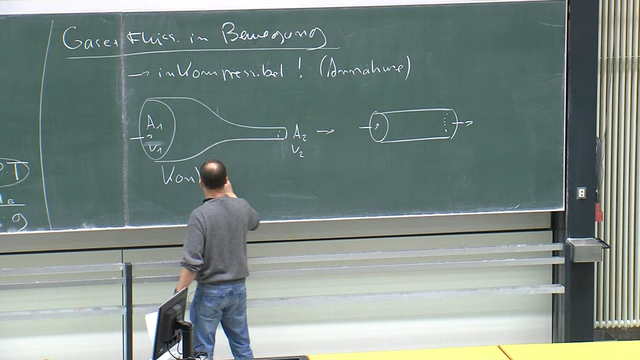 Gase + Flüss. in Bewegung
→ inkompressibel ! (Annahme)
A₁
v₁
A₂ →
v₂
Kont